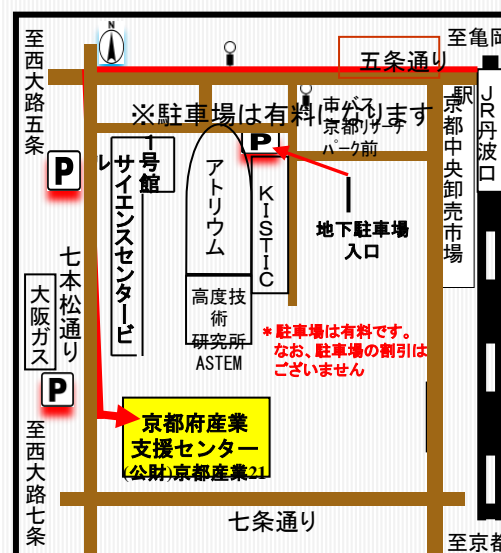 N
至亀岡
五条通り
至西大路五条
※駐車場は有料になります
市バス
京都リサーチ
パーク前
JR丹波口
駅
京都中央卸売市場
P
P
1号館
サイエンスセンタービ
ル
アトリウム
KISTIC
地下駐車場
入口
七本松通り
大阪ガス
高度技
術
研究所
ASTEM
*駐車場は有料です。
なお、駐車場の割引は
ございません
P
京都府産業
支援センター
(公財)京都産業21
至西大路七条
七条通り
至京都